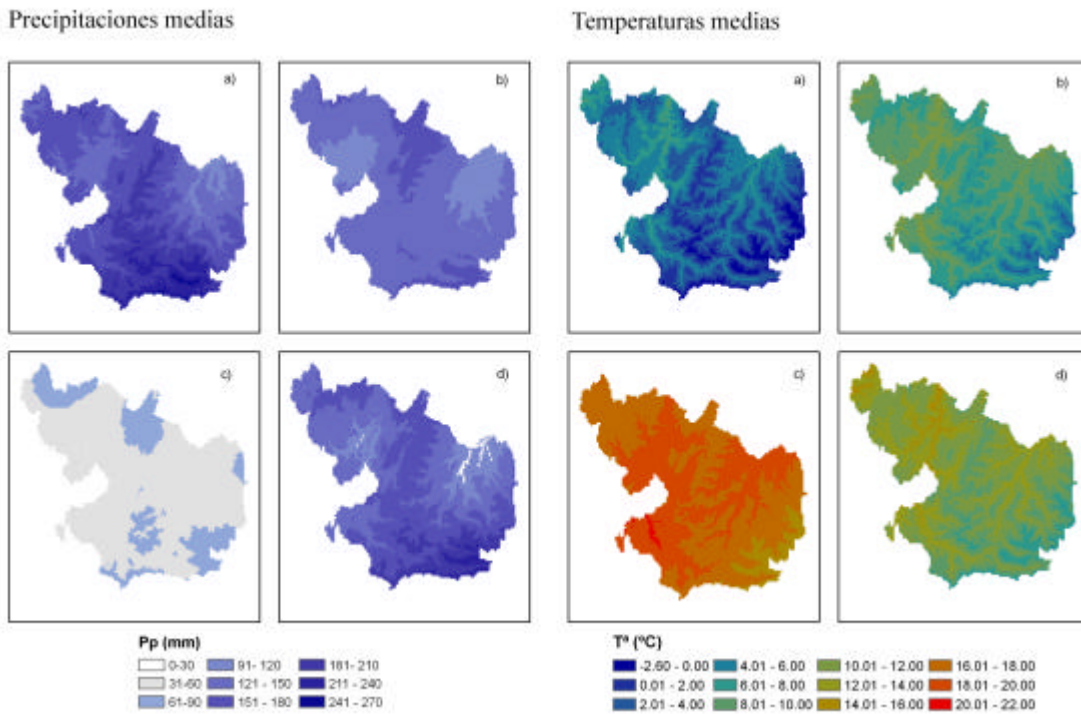 Precipitaciones medias
Temperaturas medias
a)
b)
a)
b)
c)
d)
c)
d)
Pp (mm)
0-30 91- 120 181- 210
31-60 121 - 150 211 - 240
61-90 151 - 180 241 - 270
Tª (ºC)
-2.60 - 0.00 4.01 - 6.00 10.01 - 12.00 16.01 - 18.00
0.01 - 2.00 6.01 - 8.00 12.01 - 14.00 18.01 - 20.00
2.01 - 4.00 8.01 - 10.00 14.01 - 16.00 20.01 - 22.00